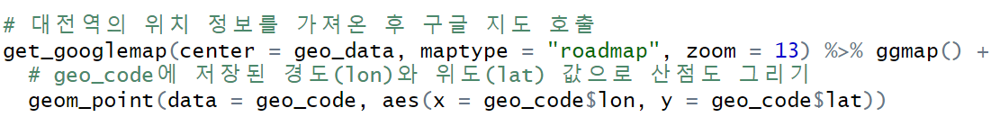 # 대전역의 위치 정보를 가져온 후 구글 지도 호출
get_googlemap(center = geo_data, maptype = "roadmap", zoom = 13) %>% ggmap() +
# geo_code에 저장된 경도(lon)와 위도(lat) 값으로 산점도 그리기
geom_point(data = geo_code, aes(x = geo_code$lon, y = geo_code$lat))